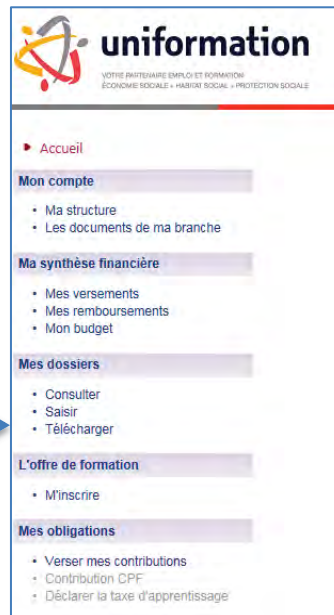 uniformation
VOTRE PARTENAIRE EMPLOI ET FORMATION
ÉCONOMIE SOCIALE • HABITAT SOCIAL • PROTECTION SOCIALE
Accueil
Mon compte
• Ma structure
• Les documents de ma branche
Ma synthèse financière
• Mes versements
• Mes remboursements
• Mon budget
Mes dossiers
• Consulter
• Saisir
• Télécharger
L'offre de formation
• M'inscrire
Mes obligations
• Verser mes contributions
• Contribution CPF
• Déclarer la taxe d'apprentissage